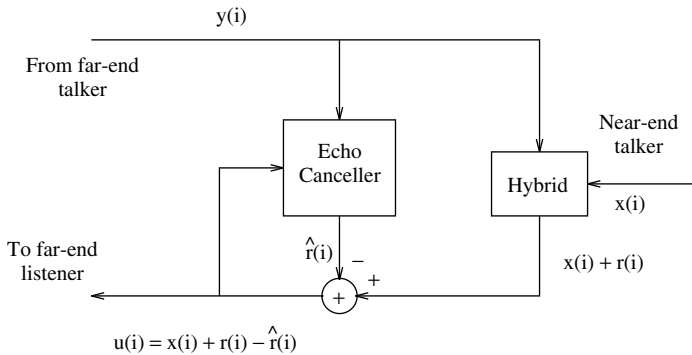 y(i)
From far-end
talker
Near-end
talker
Echo
Canceller
Hybrid
x(i)
r̂(i)
−
+
x(i) + r(i)
To far-end
listener
+
u(i) = x(i) + r(i) − r̂(i)